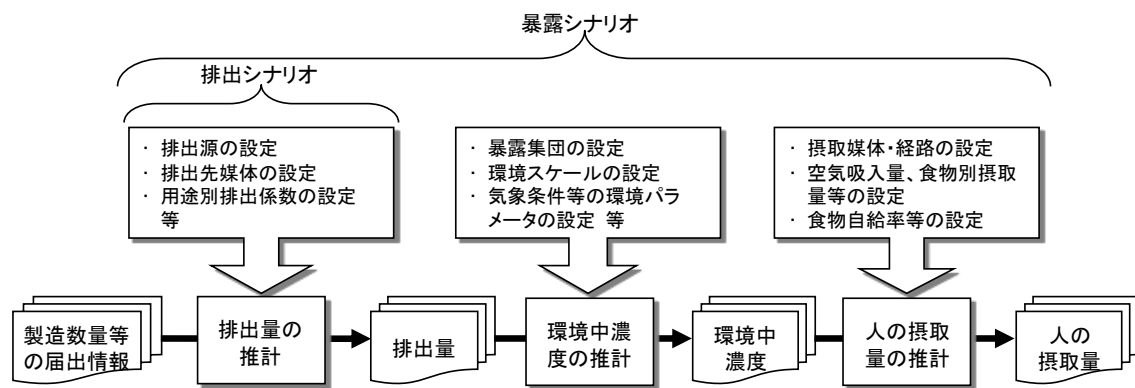 暴露シナリオ
排出シナリオ
· 排出源の設定
· 排出先媒体の設定
· 用途別排出係数の設定
等
· 暴露集団の設定
· 環境スケールの設定
· 気象条件等の環境パラ
メータの設定 等
· 摂取媒体・経路の設定
· 空気吸入量、食物別摂取
量等の設定
· 食物自給率等の設定
製造数量等
の届出情報
排出量の
推計
排出量
環境中濃
度の推計
環境中
濃度
人の摂取
量の推計
人の
摂取量